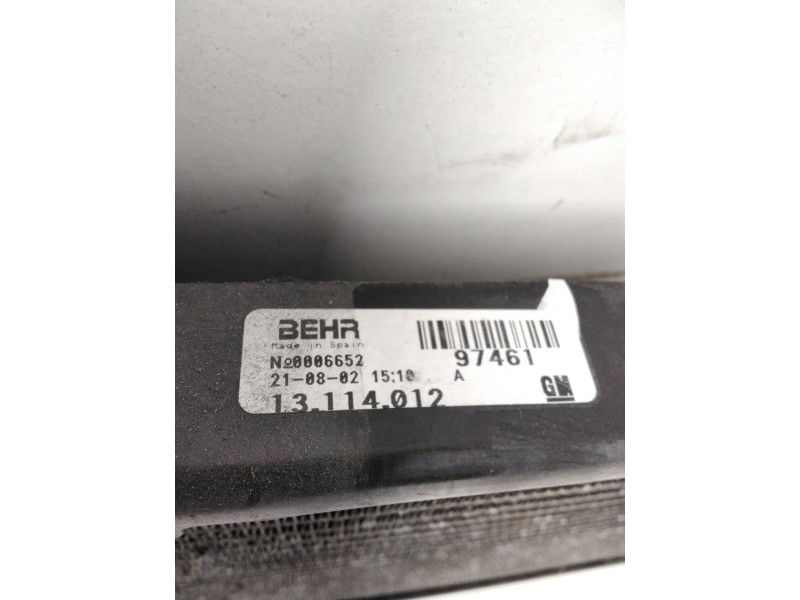 BEHR
Made in Spain
97461
№0006652
21-08-02 15:10 A
GM
13.114.012